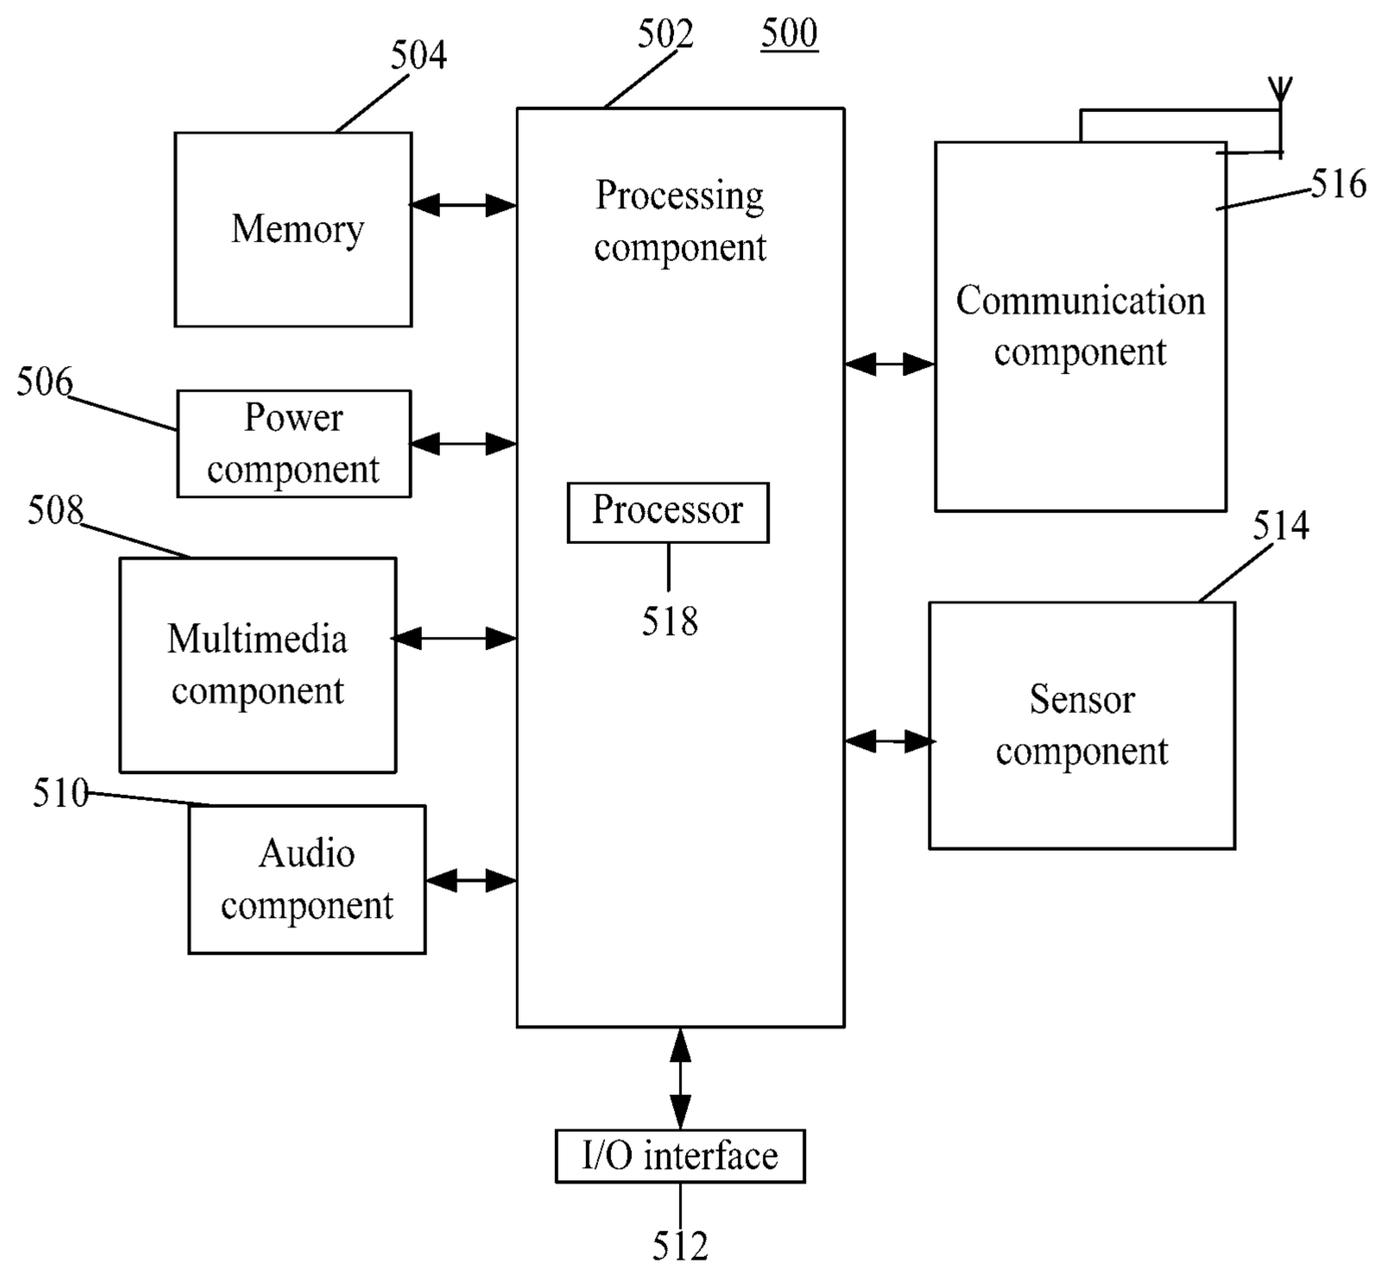 502
500
504
Memory
Processing
component
516
Communication
component
506
Power
component
508
Processor
518
514
Multimedia
component
Sensor
component
510
Audio
component
I/O interface
512